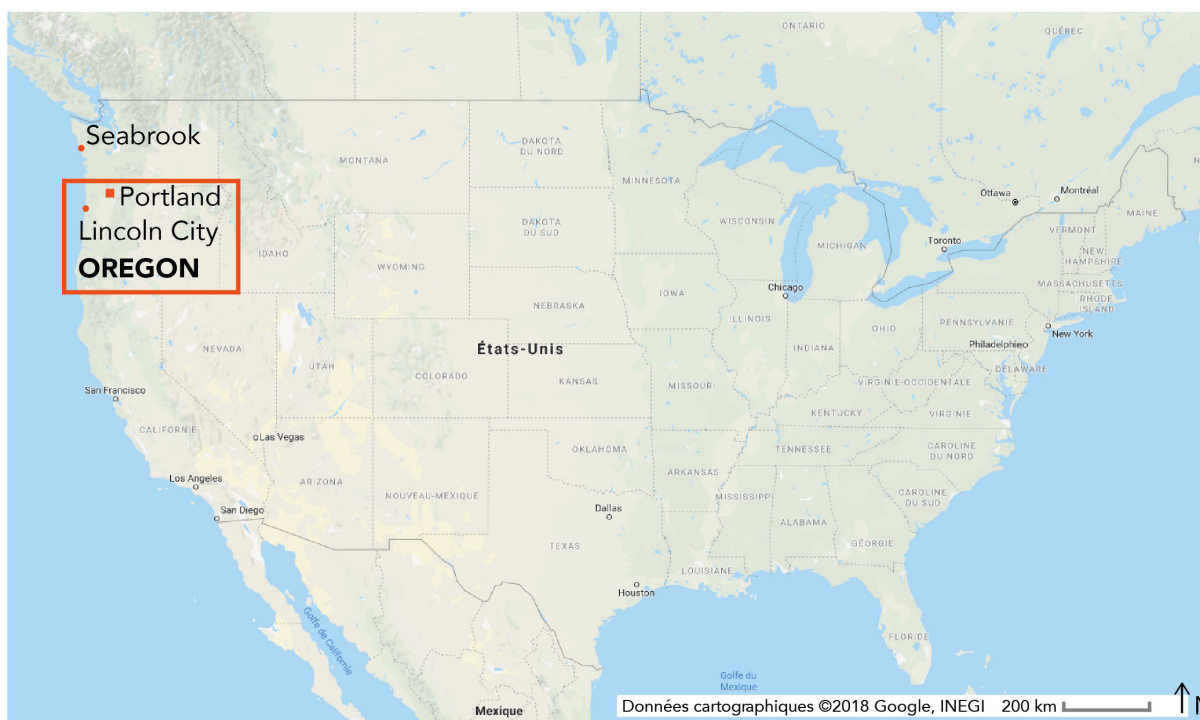 ONTARIO
QUÉBEC
Seabrook
DAKOTA
DU NORD
MONTANA
MINNESOTA
Portland
Ottawa
Montréal
Lincoln City
DAKOTA
DU SUD
WISCONSIN
MICHIGAN
Toronto
MAINE
VERMONT
NEW
HAMPSHIRE
OREGON
IDAHO
WYOMING
MASSACHUSETTS
RHODE
ISLAND
Chicago
IOWA
NEBRASKA
ILLINOIS
INDIANA
OHIO
PENNSYLVANIE
New York
Philadelphie
NEVADA
UTAH
États-Unis
COLORADO
KANSAS
MISSOURI
DELAWARE
VIRGINIE-OCCIDENTALE
San Francisco
KENTUCKY
VIRGINIE
CALIFORNIE
Las Vegas
OKLAHOMA
TENNESSEE
CAROLINE
DU NORD
Los Angeles
ARIZONA
NOUVEAU-MEXIQUE
ARKANSAS
MISSISSIPPI
CAROLINE
DU SUD
San Diego
Dallas
ALABAMA
GÉORGIE
TEXAS
LOUISIANE
Houston
Golfe de Californie
FLORIDE
Golfe du
Mexique
Mexique
Données cartographiques ©2018 Google, INEGI 200 km
N